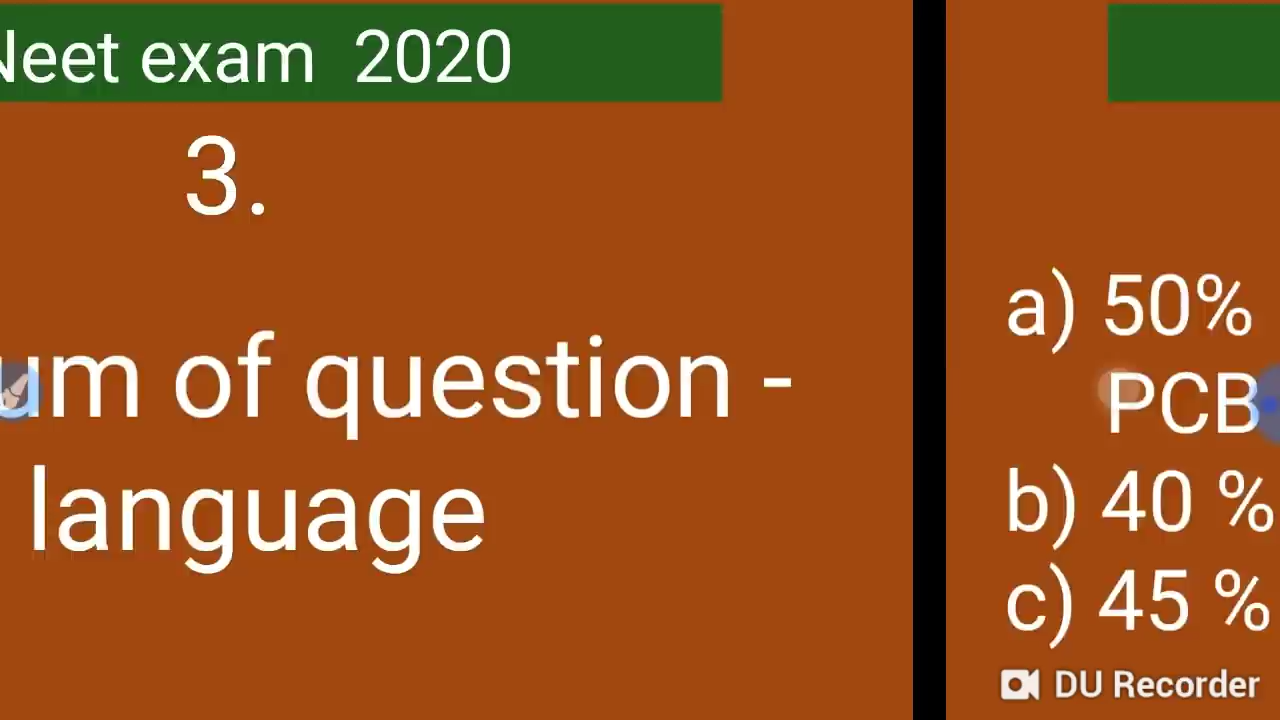 Neet exam 2020
3.
um of question -
language
a) 50%
PCB
b) 40 %
c) 45 %
DU Recorder